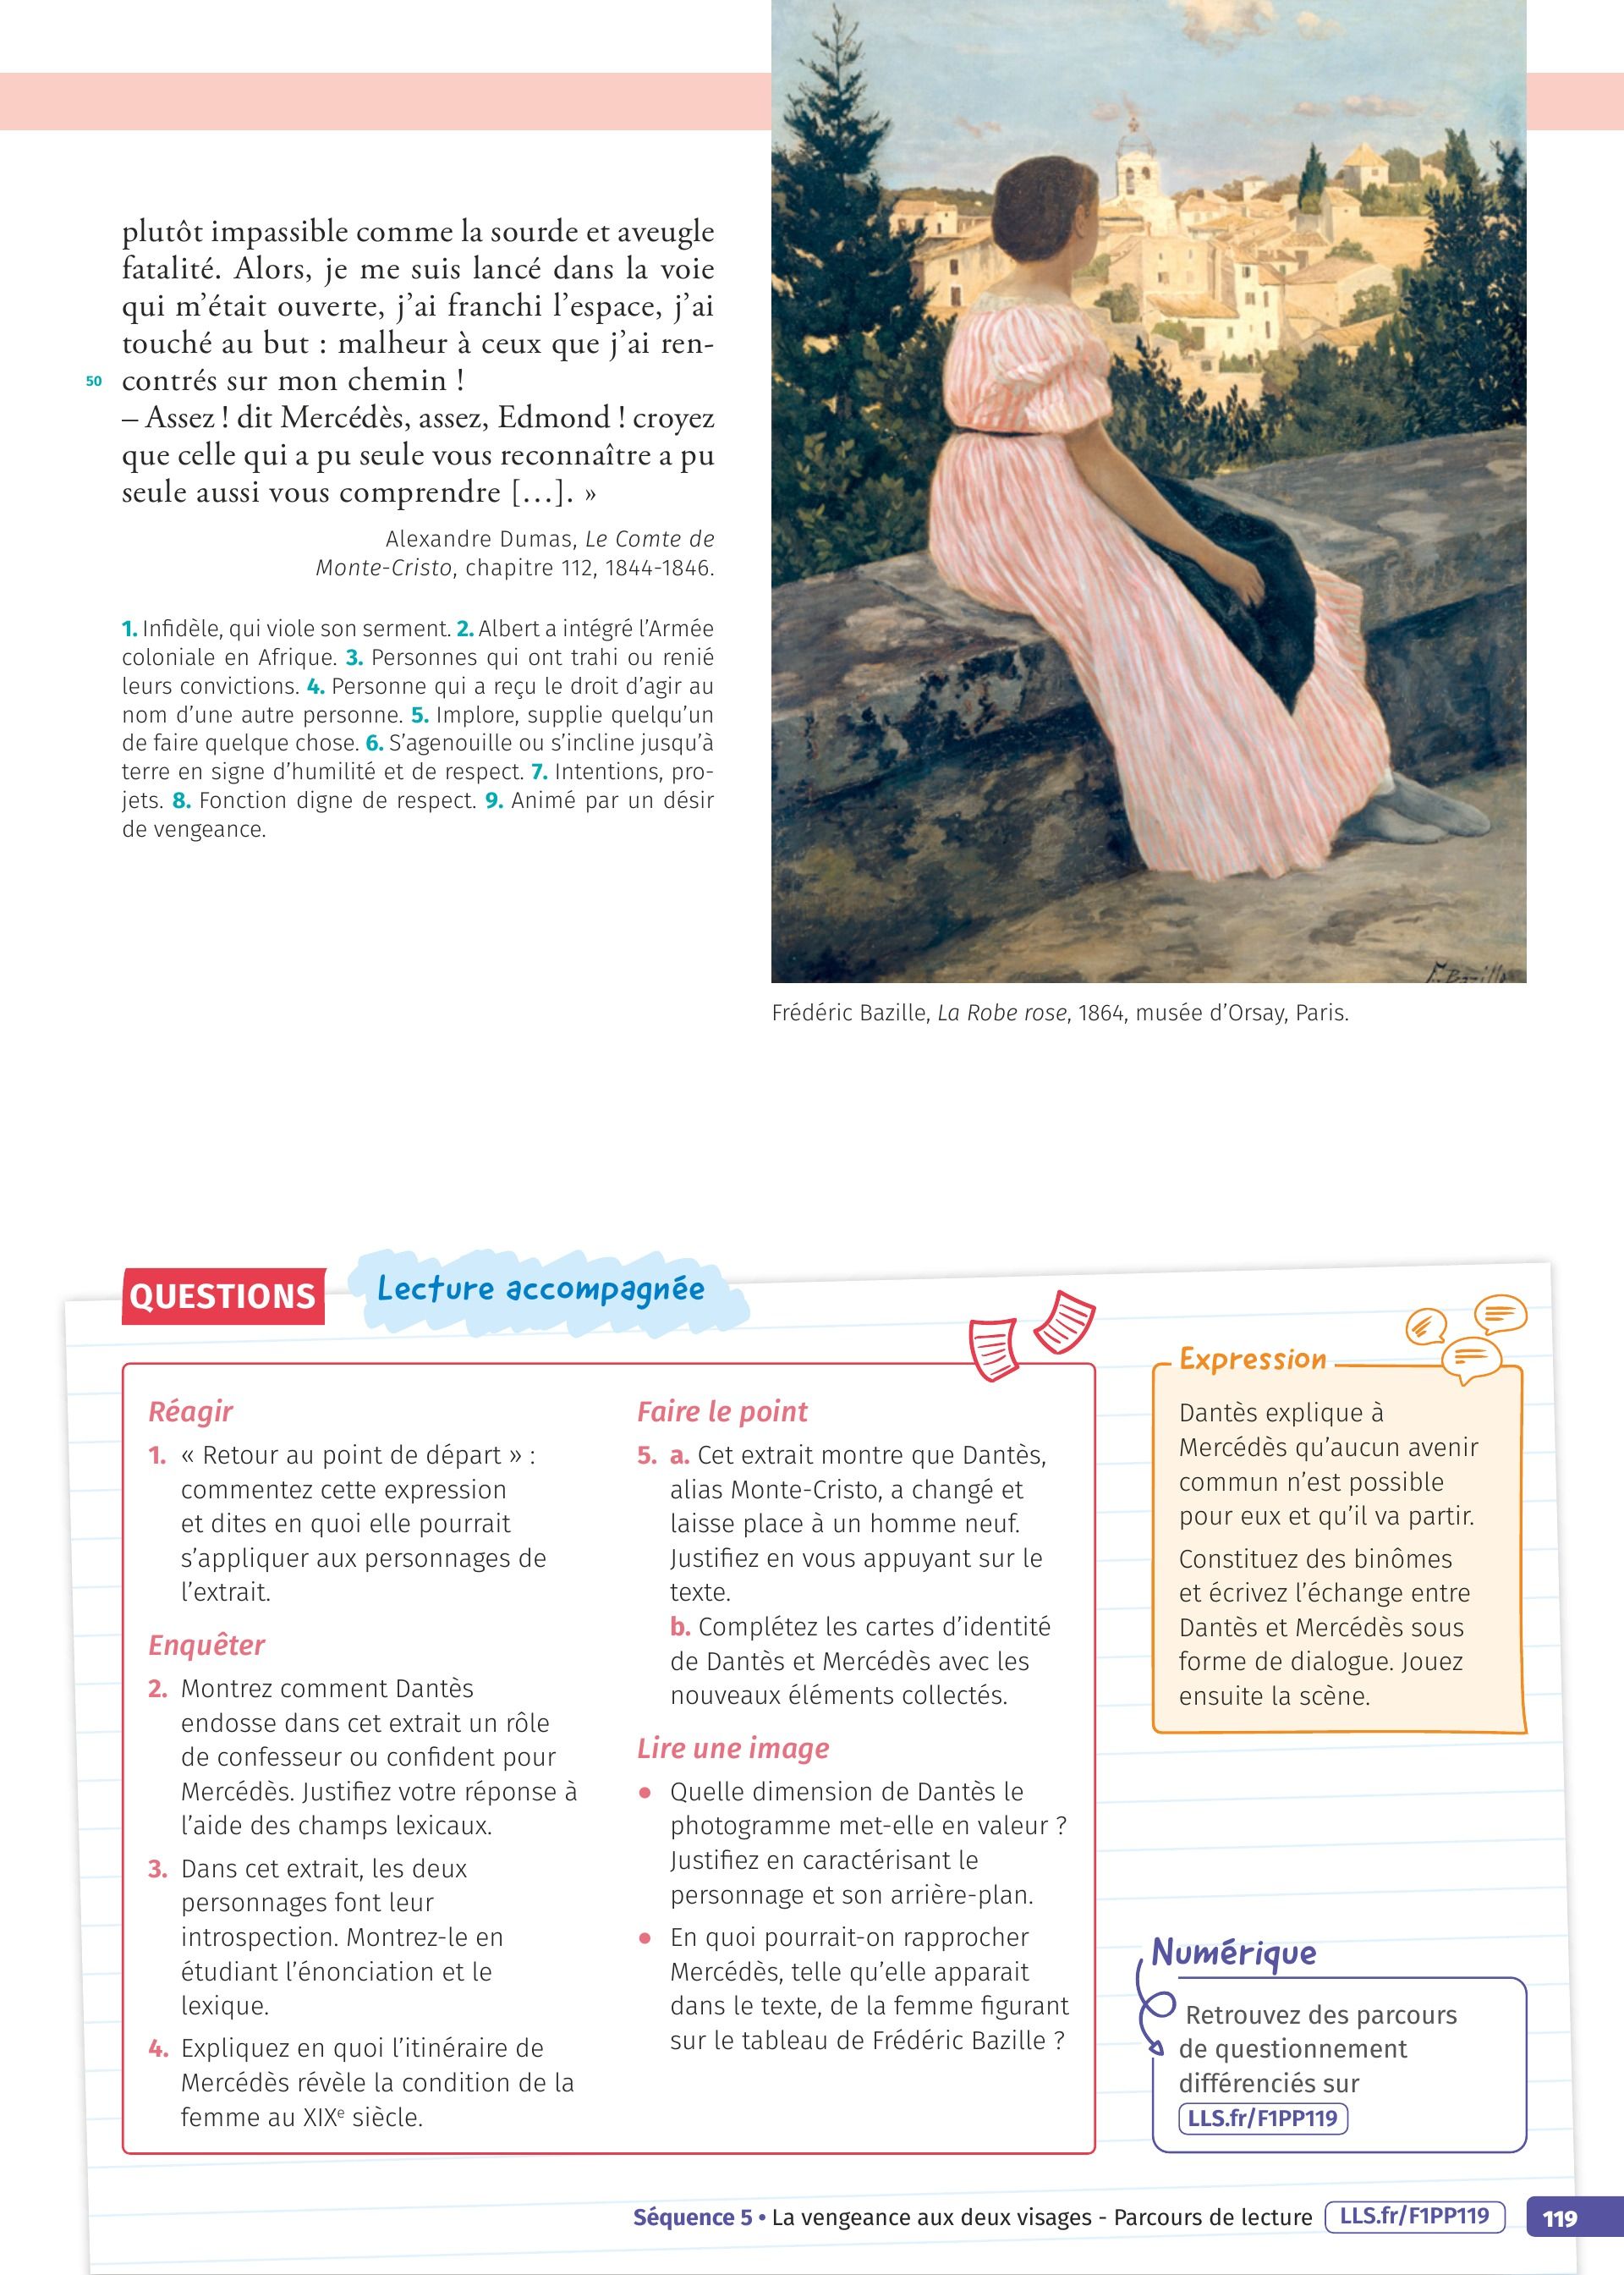 plutôt impassible comme la sourde et aveugle
fatalité. Alors, je me suis lancé dans la voie
qui m’était ouverte, j’ai franchi l’espace, j’ai
touché au but : malheur à ceux que j’ai ren-
50 contrés sur mon chemin !
– Assez ! dit Mercédès, assez, Edmond ! croyez
que celle qui a pu seule vous reconnaître a pu
seule aussi vous comprendre […]. »
Alexandre Dumas, Le Comte de
Monte-Cristo, chapitre 112, 1844-1846.
1. Infidèle, qui viole son serment. 2. Albert a intégré l’Armée
coloniale en Afrique. 3. Personnes qui ont trahi ou renié
leurs convictions. 4. Personne qui a reçu le droit d’agir au
nom d’une autre personne. 5. Implore, supplie quelqu’un
de faire quelque chose. 6. S’agenouille ou s’incline jusqu’à
terre en signe d’humilité et de respect. 7. Intentions, pro-
jets. 8. Fonction digne de respect. 9. Animé par un désir
de vengeance.
F. Bazille
Frédéric Bazille, La Robe rose, 1864, musée d’Orsay, Paris.
QUESTIONS
Lecture accompagnée
Réagir
1. « Retour au point de départ » :
commentez cette expression
et dites en quoi elle pourrait
s’appliquer aux personnages de
l’extrait.
Enquêter
2. Montrez comment Dantès
endosse dans cet extrait un rôle
de confesseur ou confident pour
Mercédès. Justifiez votre réponse à
l’aide des champs lexicaux.
3. Dans cet extrait, les deux
personnages font leur
introspection. Montrez-le en
étudiant l’énonciation et le
lexique.
4. Expliquez en quoi l’itinéraire de
Mercédès révèle la condition de la
femme au XIXe siècle.
Faire le point
5. a. Cet extrait montre que Dantès,
alias Monte-Cristo, a changé et
laisse place à un homme neuf.
Justifiez en vous appuyant sur le
texte.
b. Complétez les cartes d’identité
de Dantès et Mercédès avec les
nouveaux éléments collectés.
Lire une image
• Quelle dimension de Dantès le
photogramme met-elle en valeur ?
Justifiez en caractérisant le
personnage et son arrière-plan.
• En quoi pourrait-on rapprocher
Mercédès, telle qu’elle apparait
dans le texte, de la femme figurant
sur le tableau de Frédéric Bazille ?
Expression
Dantès explique à
Mercédès qu’aucun avenir
commun n’est possible
pour eux et qu’il va partir.
Constituez des binômes
et écrivez l’échange entre
Dantès et Mercédès sous
forme de dialogue. Jouez
ensuite la scène.
Numérique
Retrouvez des parcours
de questionnement
différenciés sur
LLS.fr/F1PP119
Séquence 5 • La vengeance aux deux visages - Parcours de lecture LLS.fr/F1PP119 119